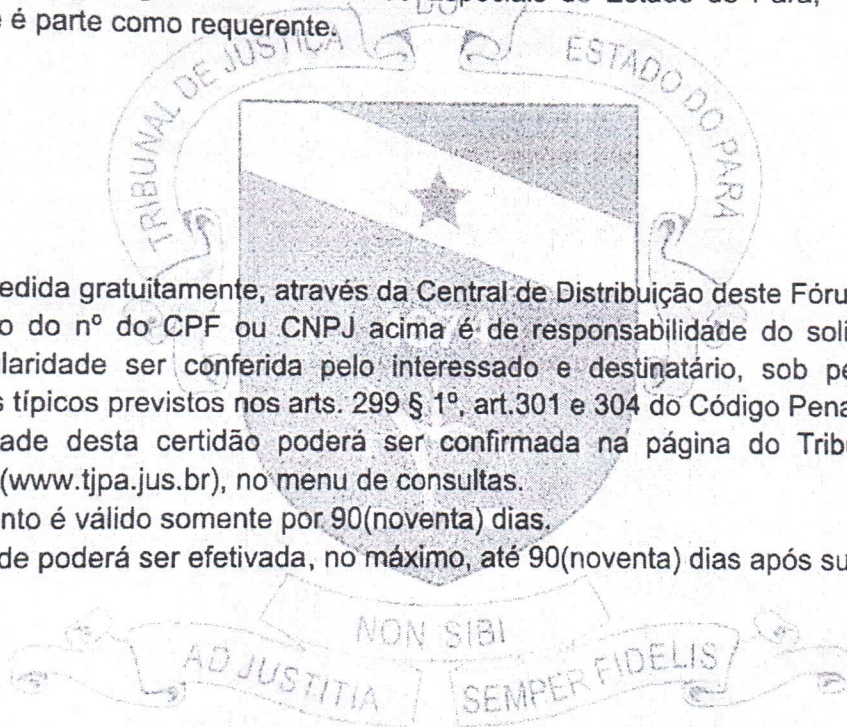 é parte como requerente.
TRIBUNAL DE JUSTIÇA DO ESTADO DO PARÁ
edida gratuitamente, através da Central de Distribuição deste Fóru
o do nº do CPF ou CNPJ acima é de responsabilidade do soli
laridade ser conferida pelo interessado e destinatário, sob pe
s típicos previstos nos arts. 299 § 1º, art.301 e 304 do Código Pena
ade desta certidão poderá ser confirmada na página do Tribu
(www.tjpa.jus.br), no menu de consultas.
nto é válido somente por 90(noventa) dias.
de poderá ser efetivada, no máximo, até 90(noventa) dias após su
NON SIBI
AD JUSTITIA SEMPER FIDELIS